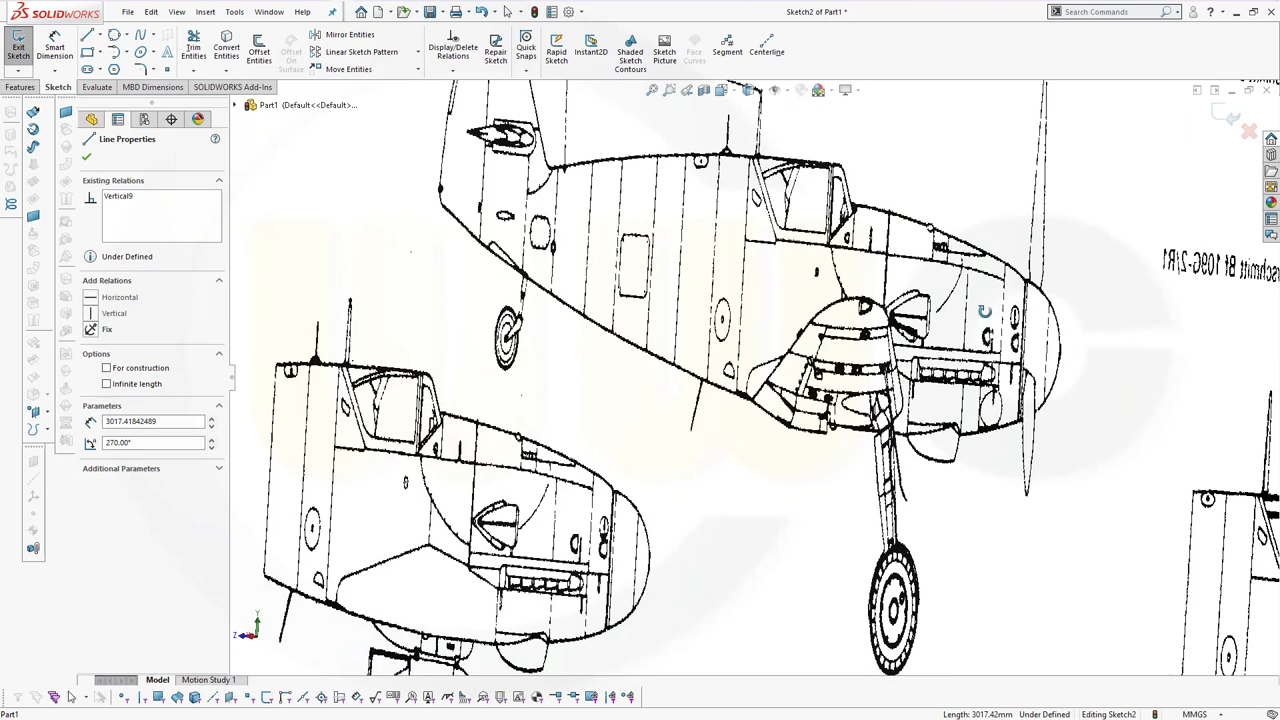 SOLIDWORKS
File
Edit
View
Insert
Tools
Window
Sketch2 of Part1 *
Search Commands
Exit
Sketch
Smart
Dimension
Trim
Entities
Convert
Entities
Offset
Entities
Offset
On
Surface
Mirror Entities
Linear Sketch Pattern
Move Entities
Display/Delete
Relations
Repair
Sketch
Quick
Snaps
Rapid
Sketch
Instant2D
Shaded
Sketch
Contours
Sketch
Picture
Face
Curves
Segment
Centerline
Features
Sketch
Evaluate
MBD Dimensions
SOLIDWORKS Add-Ins
Part1 (Default<<Default>...
Line Properties
Existing Relations
Vertical9
Under Defined
Add Relations
Horizontal
Vertical
Fix
Options
For construction
Infinite length
Parameters
3017.41842489
270.00°
Additional Parameters
schmitt Bf 109G-2/R1
Y
Z
Model
Motion Study 1
Part1
Length: 3017.42mm
Under Defined
Editing Sketch2
MMGS